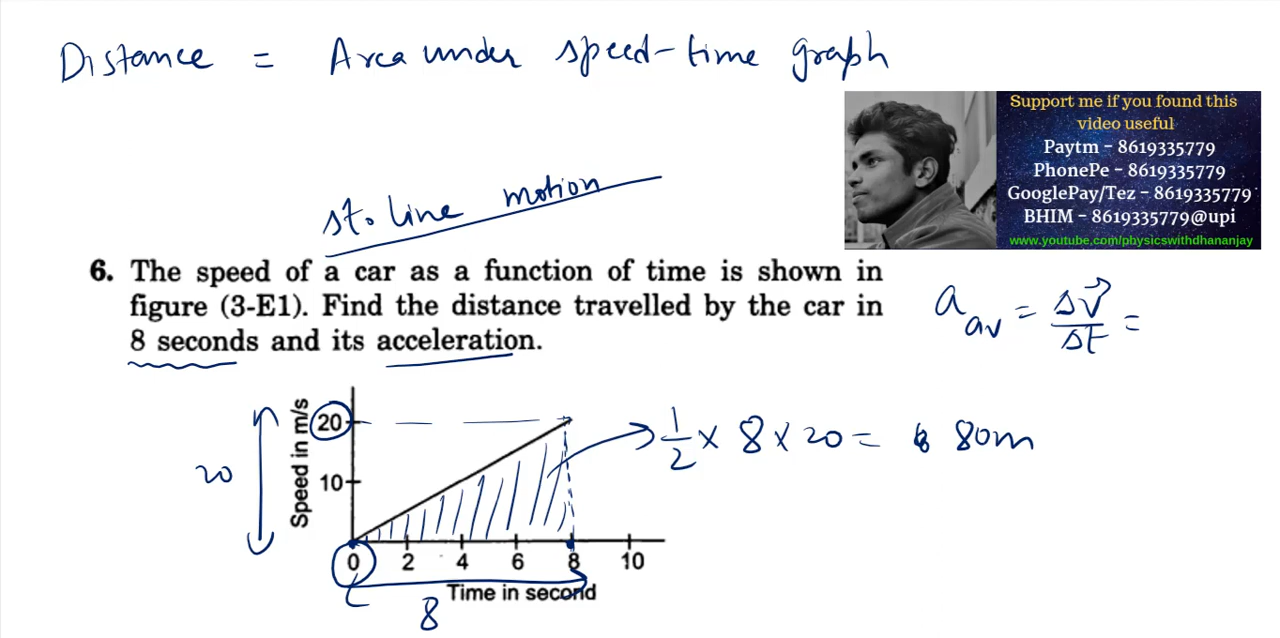 Distance = Area under speed-time graph
Support me if you found this
video useful
Paytm - 8619335779
PhonePe - 8619335779
GooglePay/Tez - 8619335779
BHIM - 8619335779@upi
www.youtube.com/physicswithdhananjay
st. line motion
6. The speed of a car as a function of time is shown in
figure (3-E1). Find the distance travelled by the car in
8 seconds and its acceleration.
a av = Δv⃗/Δt =
Speed in m/s
20
10
20
1/2 × 8 × 20 = 80m
0 2 4 6 8 10
Time in second
8